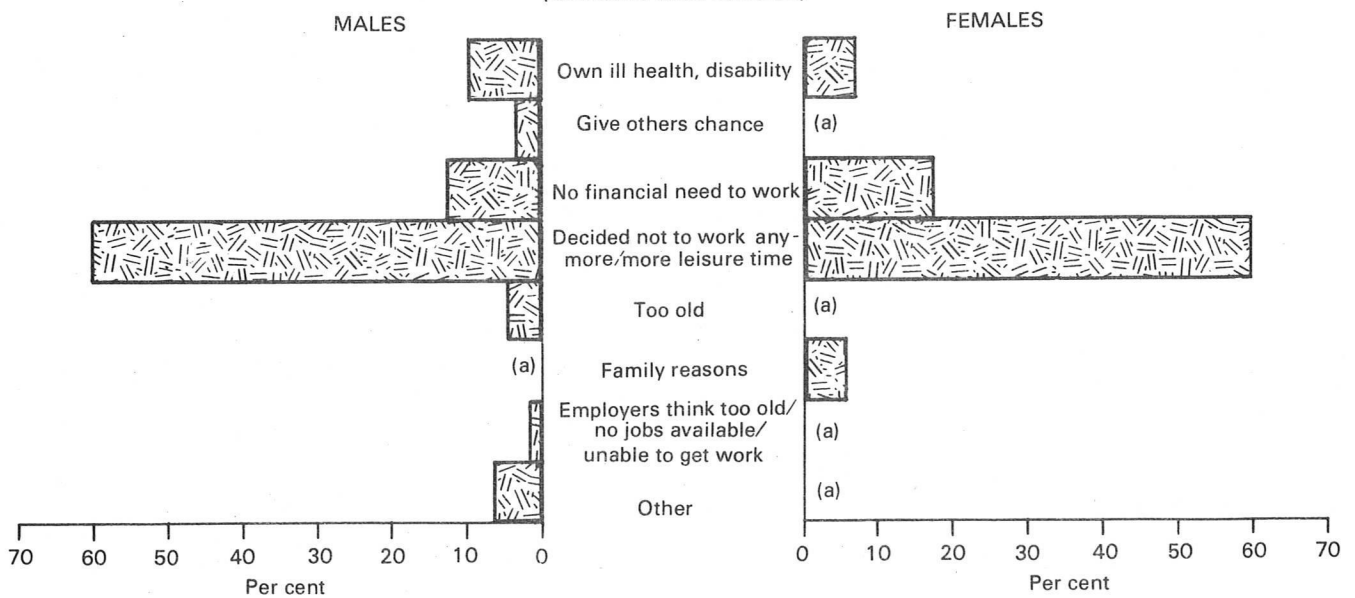 MALES
FEMALES
Own ill health, disability
Give others chance
(a)
No financial need to work
Decided not to work any-
more/more leisure time
Too old
(a)
(a)
Family reasons
Employers think too old/
no jobs available/
unable to get work
(a)
Other
(a)
70 60 50 40 30 20 10 0
Per cent
0 10 20 30 40 50 60 70
Per cent